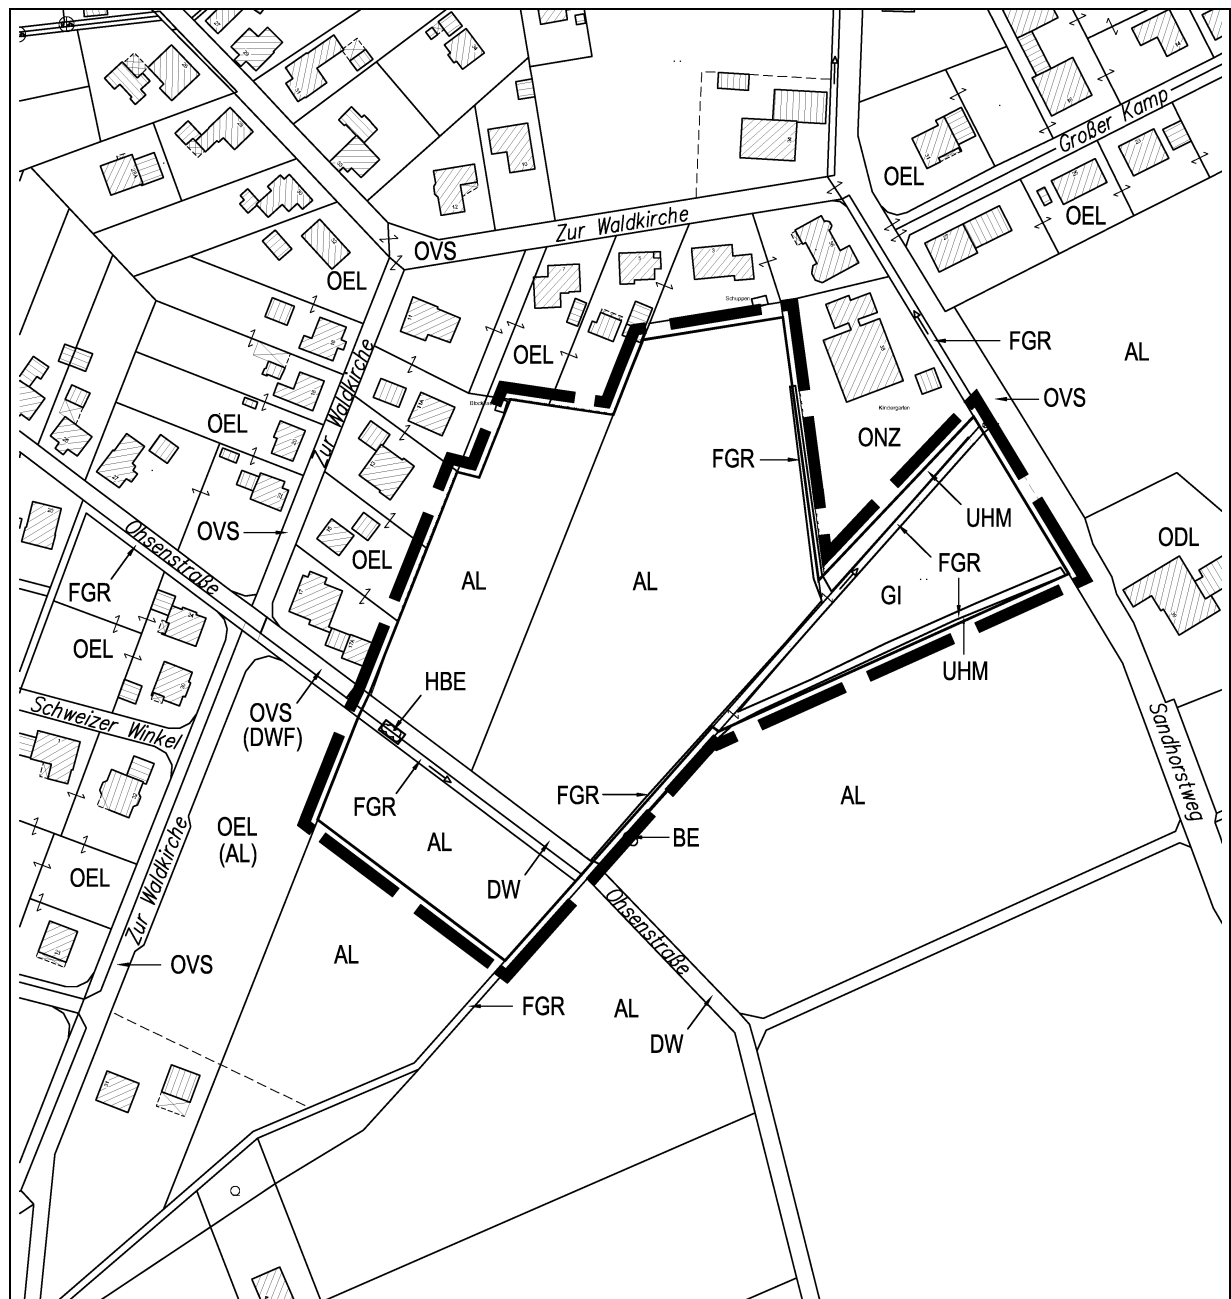 Großer Kamp
OEL
OEL
Zur Waldkirche
OVS
OEL
Schuppen
FGR
AL
OEL
Zur Waldkirche
OVS
Kindergarten
OEL
ONZ
FGR
UHM
OVS
Ohsenstraße
ODL
OEL
FGR
FGR
AL
AL
GI
OEL
UHM
HBE
Schweizer Winkel
OVS
(DWF)
Sandhorstweg
FGR
FGR
AL
OEL
(AL)
AL
BE
OEL
DW
Zur Waldkirche
Ohsenstraße
AL
OVS
FGR
AL
DW